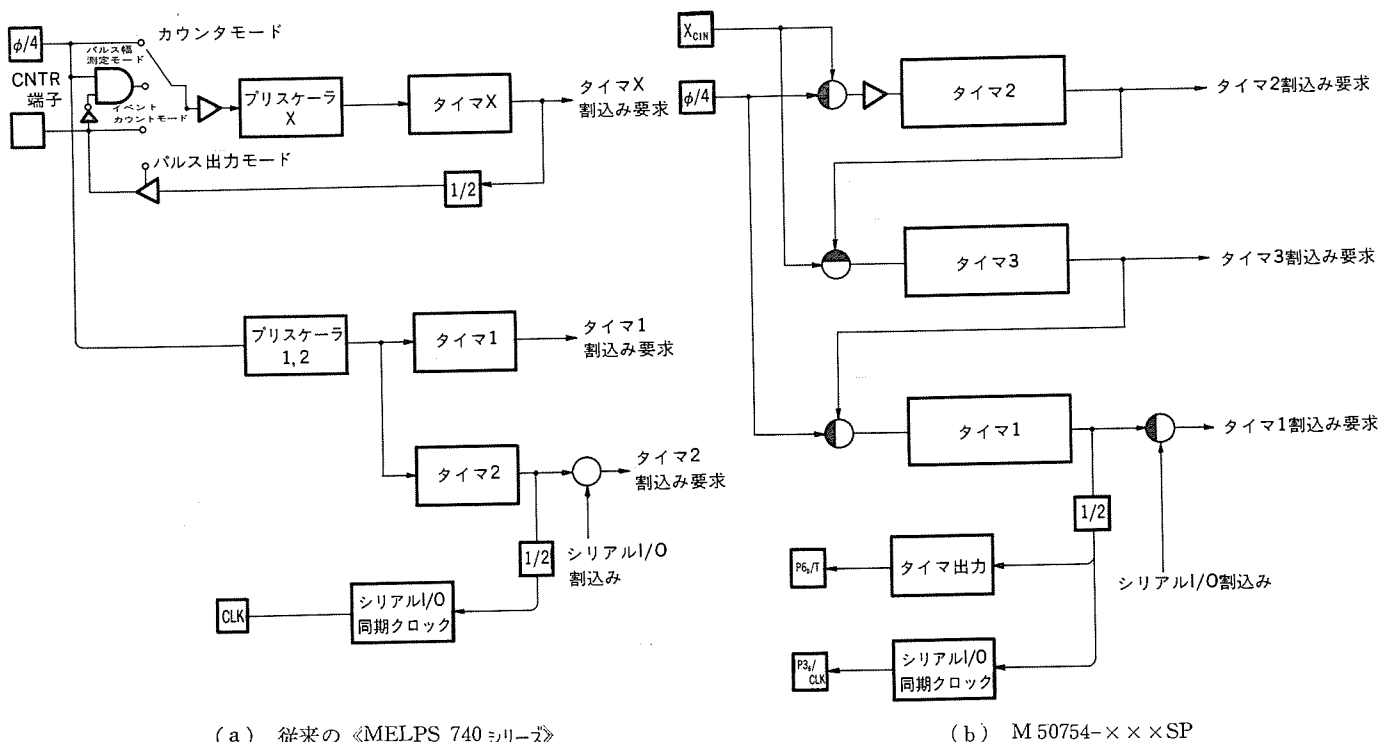 φ/4
カウンタモード
パルス幅
測定モード
CNTR
端子
イベント
カウントモード
プリスケーラ
X
タイマX
タイマX
割込み要求
パルス出力モード
1/2
プリスケーラ
1,2
タイマ1
タイマ1
割込み要求
タイマ2
タイマ2
割込み要求
1/2
シリアルI/O
割込み
CLK
シリアルI/O
同期クロック
(a) 従来の《MELPS 740 シリーズ》
XCIN
φ/4
タイマ2
タイマ2割込み要求
タイマ3
タイマ3割込み要求
タイマ1
タイマ1割込み要求
1/2
P60/T
タイマ出力
シリアルI/O割込み
P36/
CLK
シリアルI/O
同期クロック
(b) M50754-×××SP